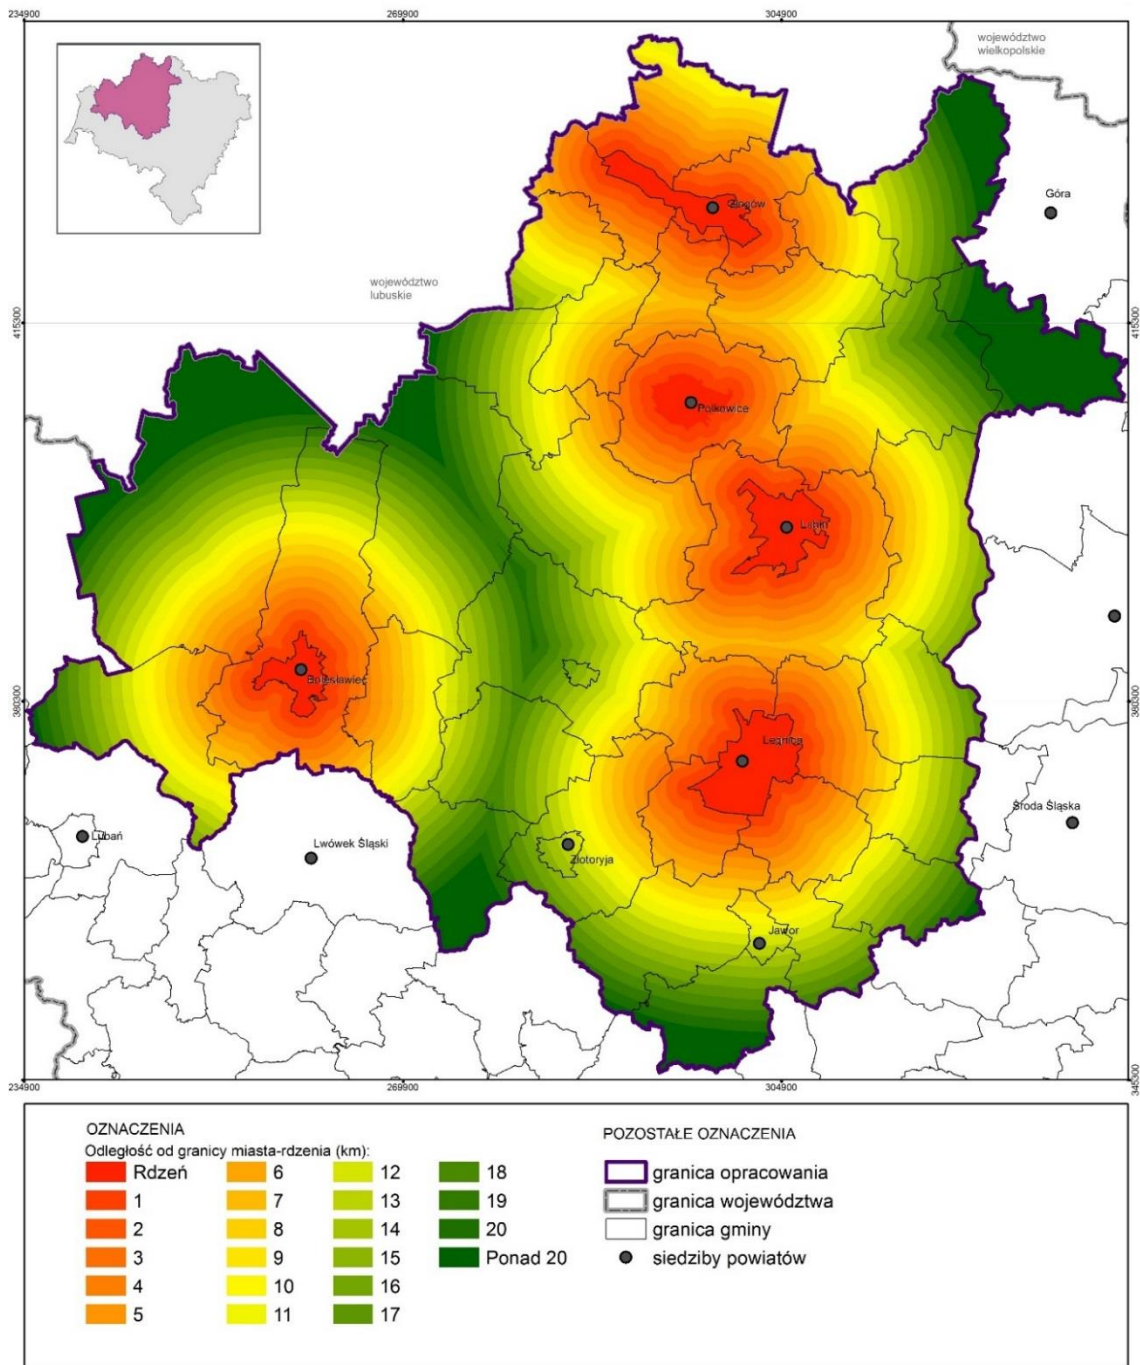 234900
269900
304900
województwo
wielkopolskie
Góra
Głogów
województwo
lubuskie
415300
415300
Polkowice
Lubin
Bolesławiec
380300
380300
Legnica
Środa Śląska
Lubań
Lwówek Śląski
Złotoryja
Jawor
345300
234900
269900
304900
OZNACZENIA
Odległość od granicy miasta-rdzenia (km):
Rdzeń
1
2
3
4
5
6
7
8
9
10
11
12
13
14
15
16
17
18
19
20
Ponad 20
POZOSTAŁE OZNACZENIA
granica opracowania
granica województwa
granica gminy
siedziby powiatów